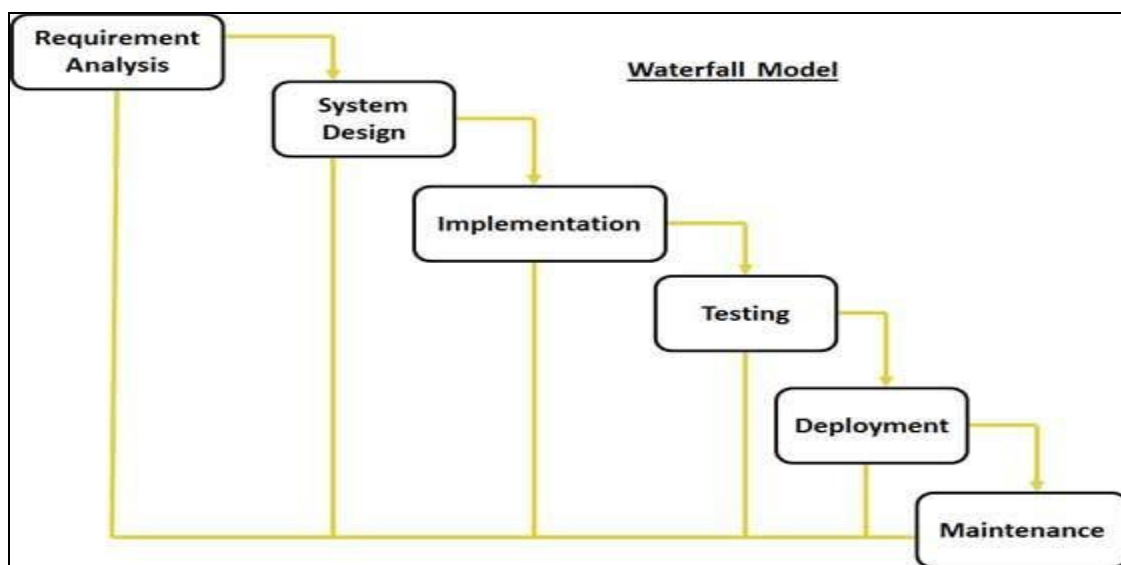 Requirement
Analysis
Waterfall Model
System
Design
Implementation
Testing
Deployment
Maintenance